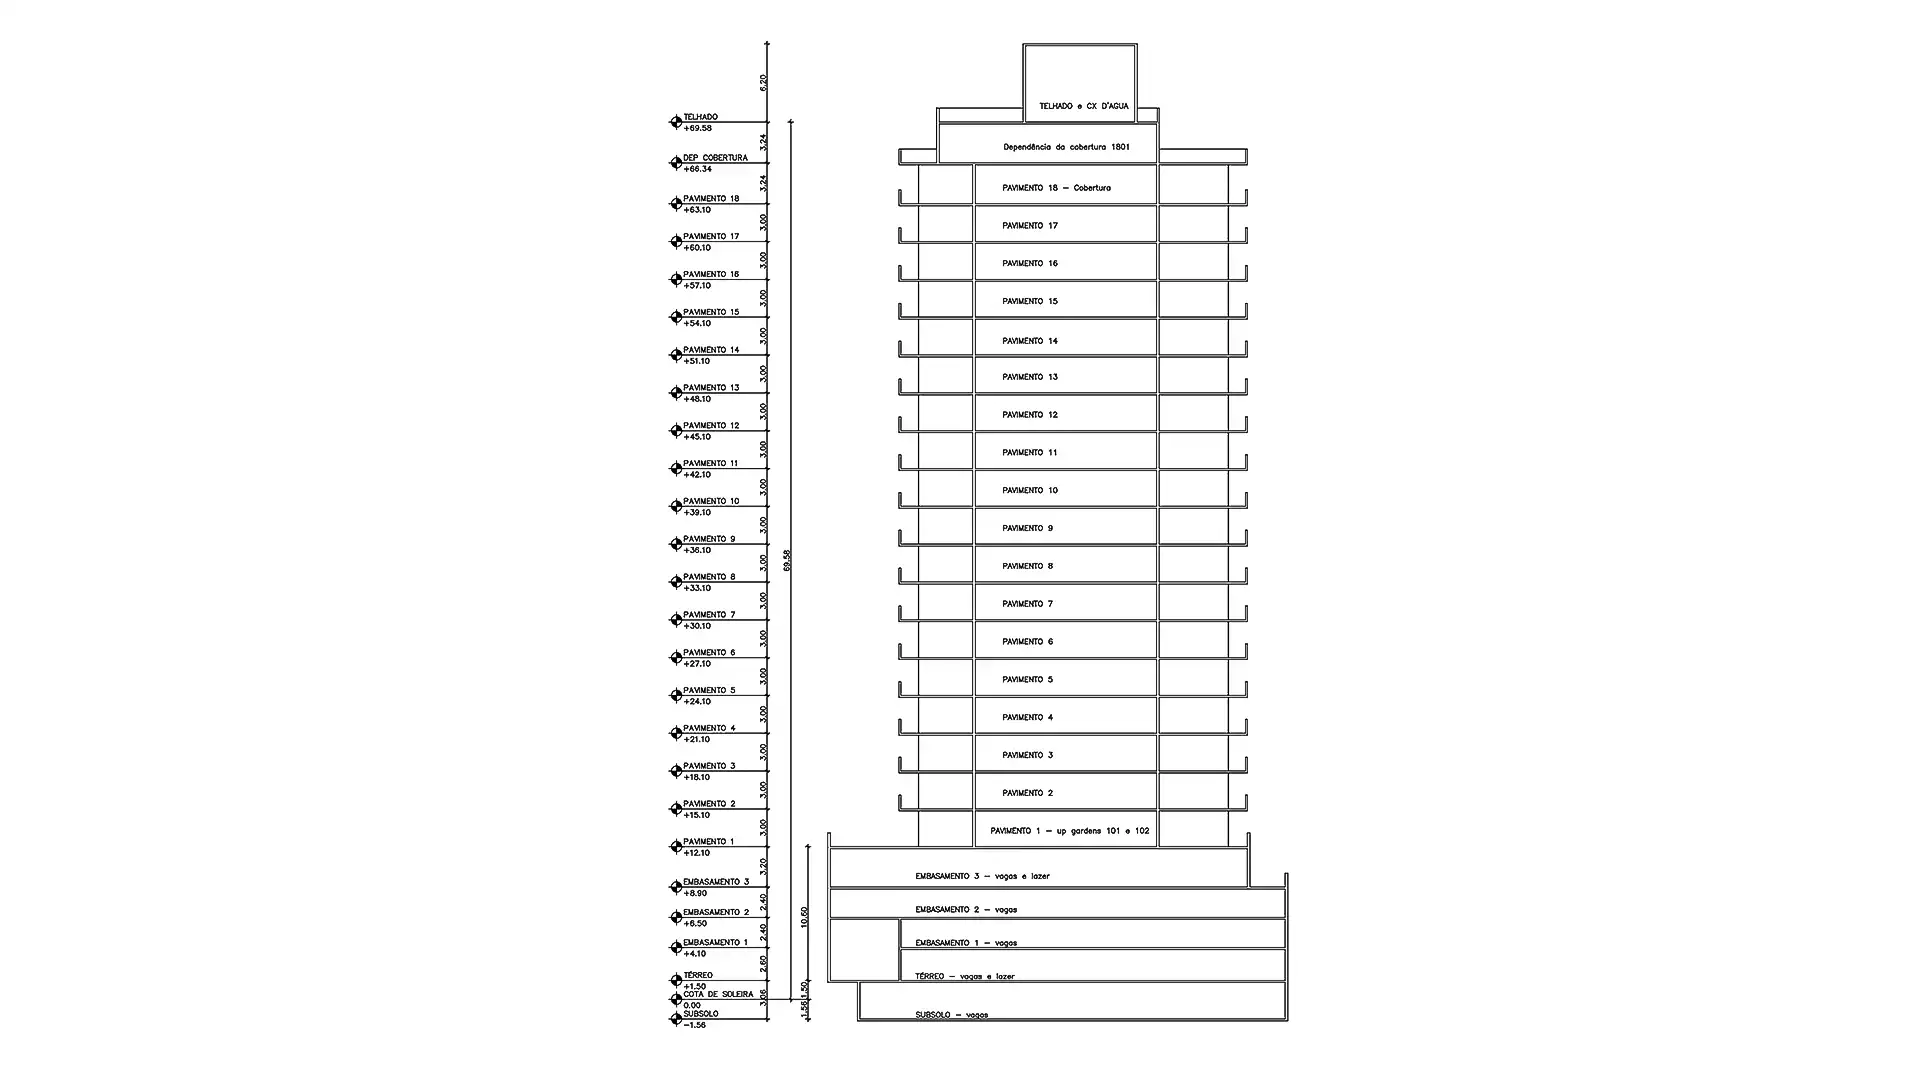 6.20
TELHADO e CX D'AGUA
TELHADO
+69.58
3.24
Dependência da cobertura 1801
DEP COBERTURA
+66.34
3.24
PAVIMENTO 18 - Cobertura
PAVIMENTO 18
+63.10
3.00
PAVIMENTO 17
PAVIMENTO 17
+60.10
3.00
PAVIMENTO 16
PAVIMENTO 16
+57.10
3.00
PAVIMENTO 15
PAVIMENTO 15
+54.10
3.00
PAVIMENTO 14
PAVIMENTO 14
+51.10
3.00
PAVIMENTO 13
PAVIMENTO 13
+48.10
3.00
PAVIMENTO 12
PAVIMENTO 12
+45.10
3.00
PAVIMENTO 11
PAVIMENTO 11
+42.10
3.00
PAVIMENTO 10
PAVIMENTO 10
+39.10
3.00
PAVIMENTO 9
PAVIMENTO 9
+36.10
69.58
3.00
PAVIMENTO 8
PAVIMENTO 8
+33.10
3.00
PAVIMENTO 7
PAVIMENTO 7
+30.10
3.00
PAVIMENTO 6
PAVIMENTO 6
+27.10
3.00
PAVIMENTO 5
PAVIMENTO 5
+24.10
3.00
PAVIMENTO 4
PAVIMENTO 4
+21.10
3.00
PAVIMENTO 3
PAVIMENTO 3
+18.10
3.00
PAVIMENTO 2
PAVIMENTO 2
+15.10
3.00
PAVIMENTO 1 - up gardens 101 e 102
PAVIMENTO 1
+12.10
3.20
EMBASAMENTO 3 - vagas e lazer
EMBASAMENTO 3
+8.90
2.40
EMBASAMENTO 2 - vagas
EMBASAMENTO 2
+6.50
10.60
2.40
EMBASAMENTO 1 - vagas
EMBASAMENTO 1
+4.10
2.60
TÉRREO - vagas e lazer
TÉRREO
+1.50
1.50
COTA DE SOLEIRA
3.06
0.00
1.56
SUBSOLO - vagas
SUBSOLO
-1.56